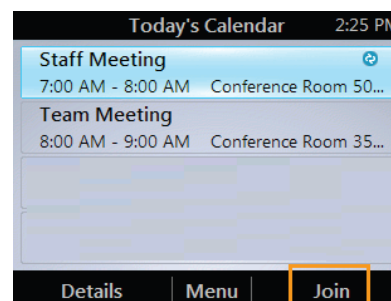 Today's Calendar 2:25 PM
Staff Meeting
7:00 AM - 8:00 AM Conference Room 50...
Team Meeting
8:00 AM - 9:00 AM Conference Room 35...
Details Menu Join